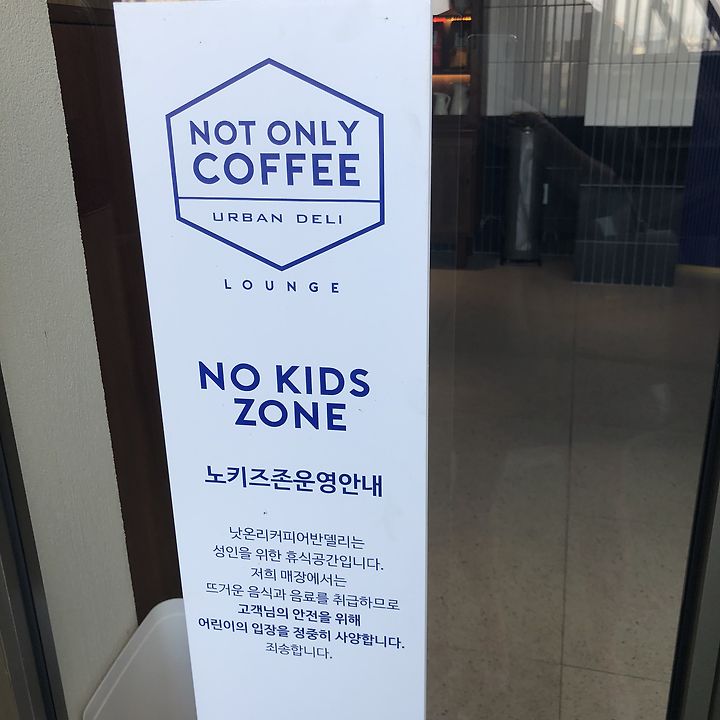 NOT ONLY
COFFEE
URBAN DELI
LOUNGE
NO KIDS
ZONE
노키즈존운영안내
낫온리커피어반델리는
성인을 위한 휴식공간입니다.
저희 매장에서는
뜨거운 음식과 음료를 취급하므로
고객님의 안전을 위해
어린이의 입장을 정중히 사양합니다.
죄송합니다.